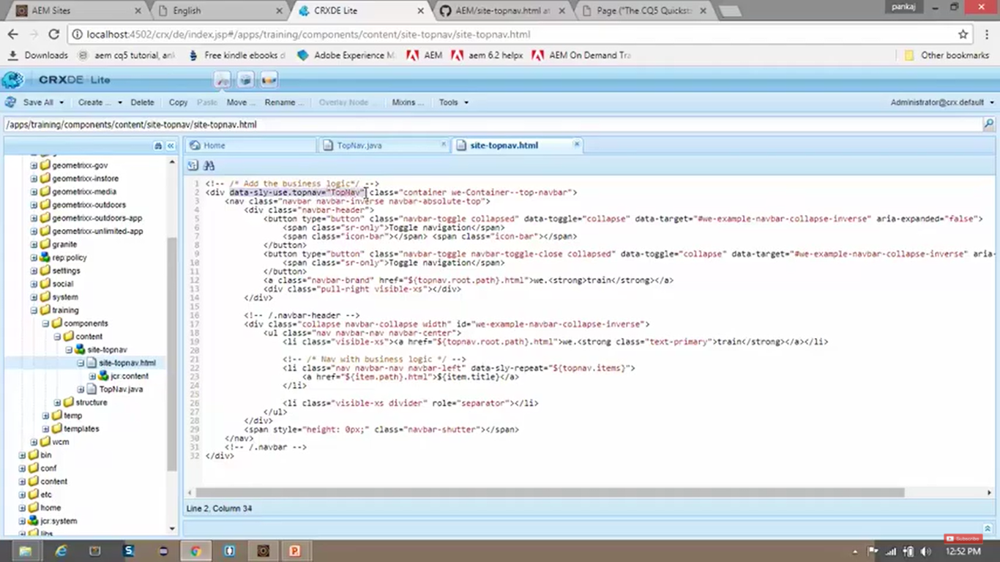 AEM Sites
English
CRXDE Lite
AEM/site-topnav.html at
Page ("The CQ5 Quickst
pankaj
localhost:4502/crx/de/index.jsp#/apps/training/components/content/site-topnav/site-topnav.html
Downloads
aem cq5 tutorial, ank
Free kindle ebooks d
Adobe Experience M
AEM
aem 6.2 helpx
AEM On Demand Tra
Other bookmarks
CRXDE Lite
Save All
Create ...
Delete
Copy
Paste
Move ...
Rename ...
Overlay Node ...
Mixins ...
Tools
Administrator@crx.default
/apps/training/components/content/site-topnav/site-topnav.html
geometrixx-gov
geometrixx-instore
geometrixx-media
geometrixx-outdoors
geometrixx-outdoors-app
geometrixx-unlimited-app
granite
rep:policy
settings
social
system
training
components
content
site-topnav
site-topnav.html
jcr:content
TopNav.java
structure
temp
templates
wcm
bin
conf
content
etc
home
jcr:system
libs
Home
TopNav.java
site-topnav.html
1 <!-- /* Add the business logic*/ -->
2 <div data-sly-use.topnav="TopNav" class="container we-Container--top-navbar">
3 <nav class="navbar navbar-inverse navbar-absolute-top">
4 <div class="navbar-header">
5 <button type="button" class="navbar-toggle collapsed" data-toggle="collapse" data-target="#we-example-navbar-collapse-inverse" aria-expanded="false">
6 <span class="sr-only">Toggle navigation</span>
7 <span class="icon-bar"></span> <span class="icon-bar"></span>
8 </button>
9 <button type="button" class="navbar-toggle navbar-toggle-close collapsed" data-toggle="collapse" data-target="#we-example-navbar-collapse-inverse" aria-
10 <span class="sr-only">Toggle navigation</span>
11 </button>
12 <a class="navbar-brand" href="${topnav.root.path}.html">we.<strong>train</strong></a>
13 <div class="pull-right visible-xs"></div>
14 </div>
15
16 <!-- /.navbar-header -->
17 <div class="collapse navbar-collapse width" id="we-example-navbar-collapse-inverse">
18 <ul class="nav navbar-nav navbar-center">
19 <li class="visible-xs"><a href="${topnav.root.path}.html">we.<strong class="text-primary">train</strong></a></li>
20
21 <!-- /* Nav with business logic */ -->
22 <li class="nav navbar-nav navbar-left" data-sly-repeat="${topnav.items}">
23 <a href="${item.path}.html">${item.title}</a>
24 </li>
25
26 <li class="visible-xs divider" role="separator"></li>
27 </ul>
28 </div>
29 <span style="height: 0px;" class="navbar-shutter"></span>
30 </nav>
31 <!-- /.navbar -->
32 </div>
Line 2, Column 34
Subscribe
12:52 PM